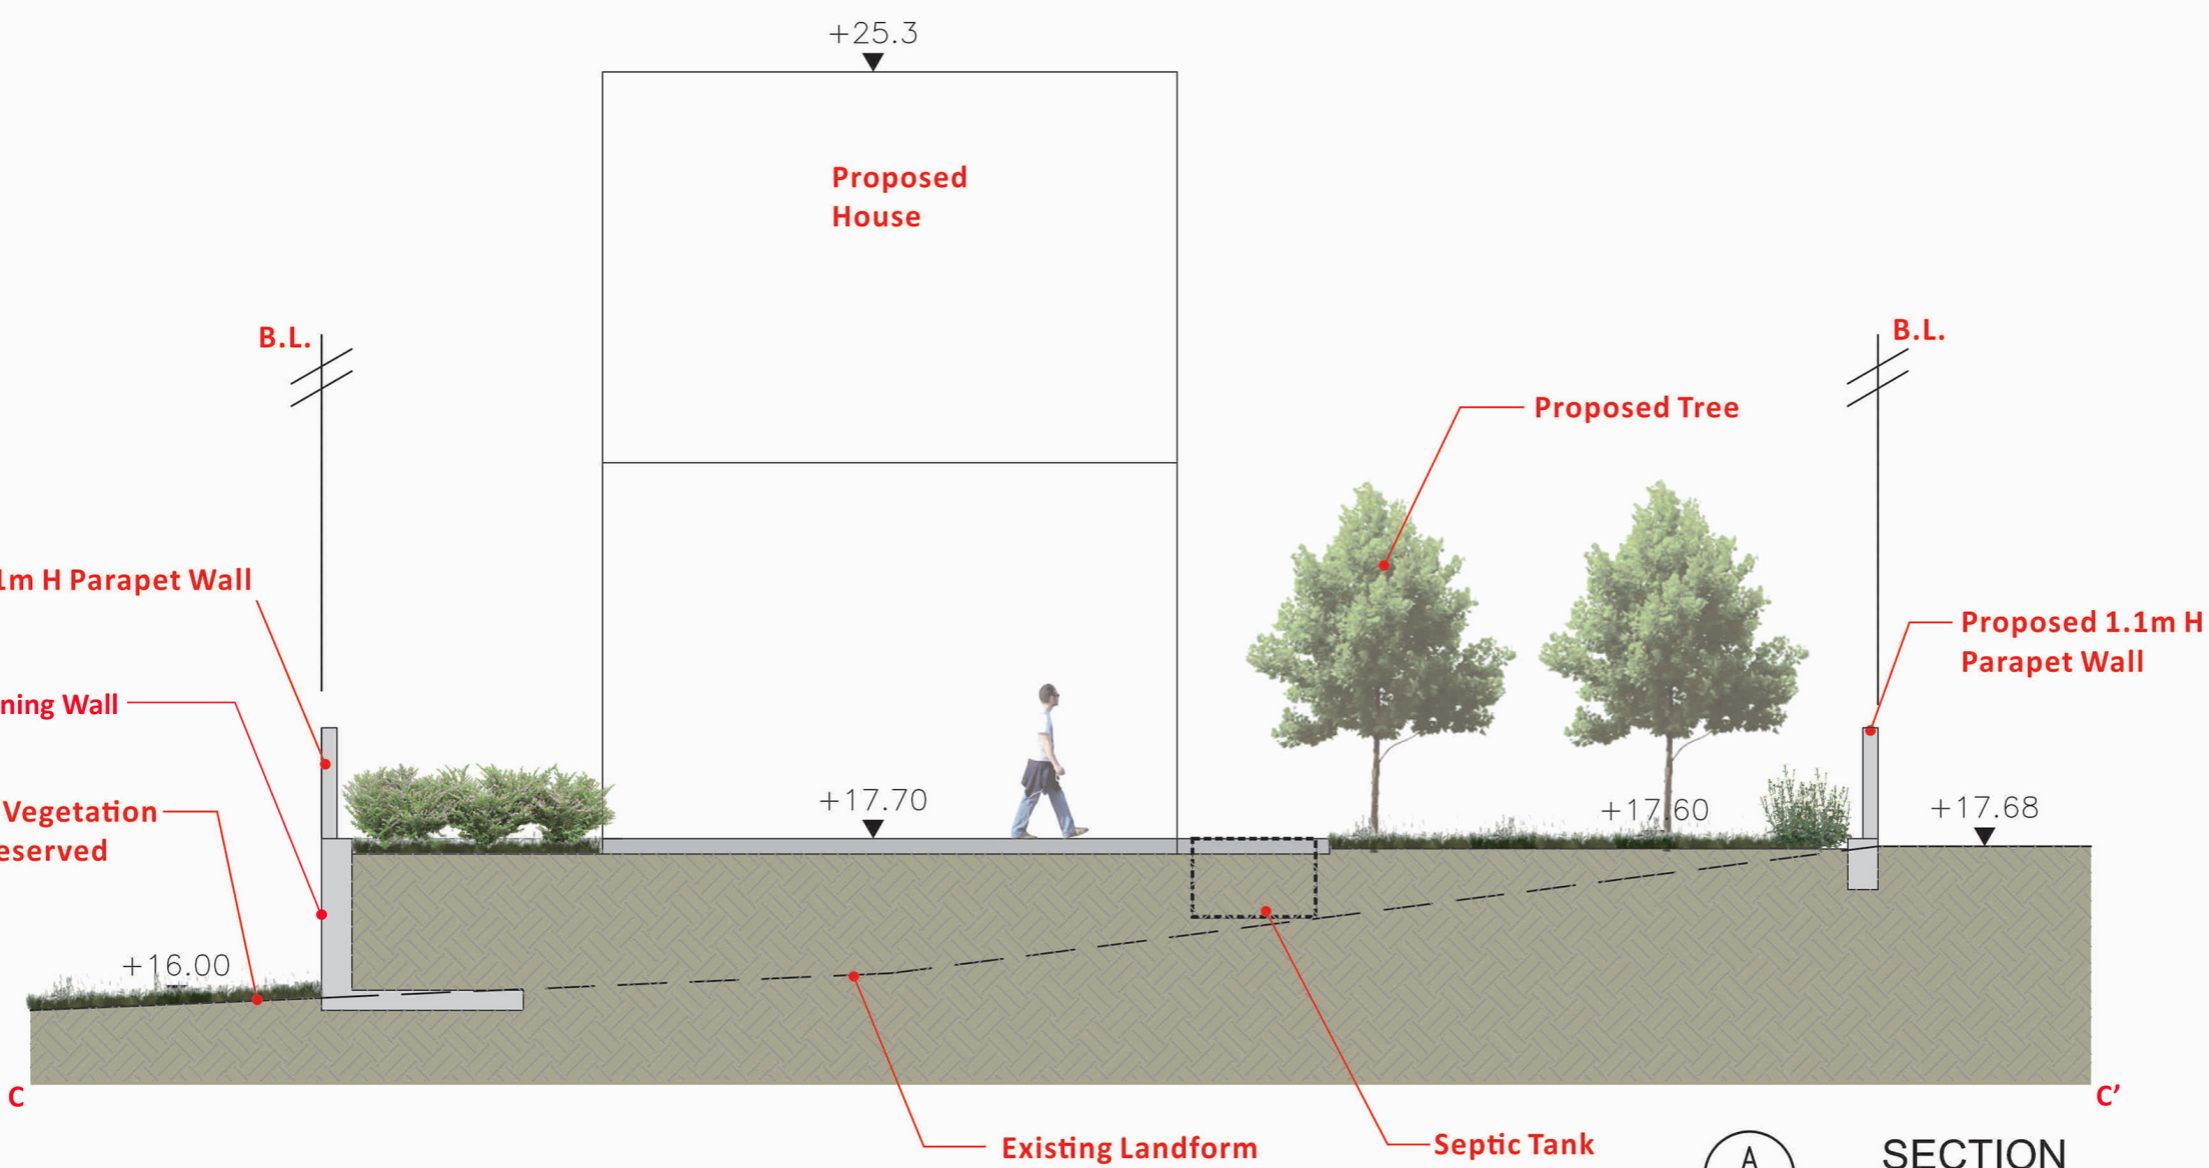 +25.3
Proposed
House
B.L.
B.L.
Proposed Tree
1m H Parapet Wall
Proposed 1.1m H
Parapet Wall
ning Wall
+17.70
+17.60
+17.68
Vegetation
eserved
+16.00
C
C’
Existing Landform
Septic Tank
A
SECTION